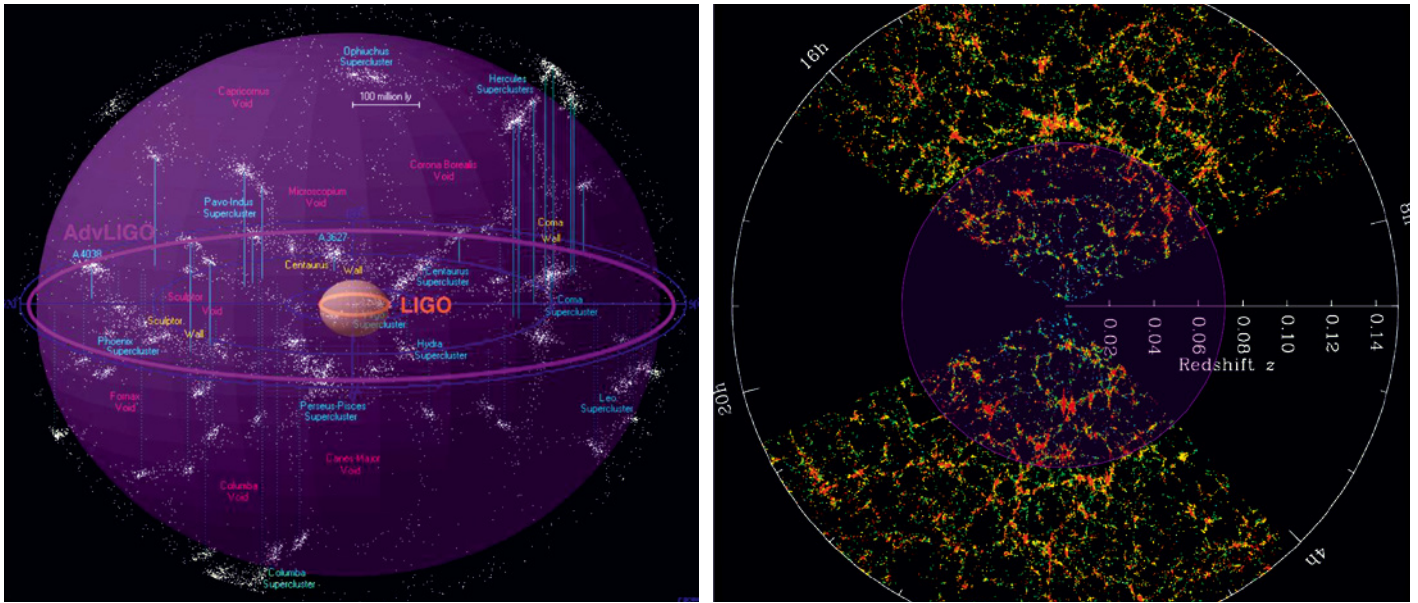 Ophiuchus
Supercluster
Capricornus
Void
100 million ly
Hercules
Superclusters
Corona Borealis
Void
Microscopium
Void
Pavo-Indus
Supercluster
AdvLIGO
A4038
A3627
Centaurus
Wall
Coma
Wall
Centaurus
Supercluster
Sculptor
Void
LIGO
Coma
Supercluster
Supercluster
Sculptor
Wall
Phoenix
Supercluster
Hydra
Supercluster
Fornax
Void
Perseus-Pisces
Supercluster
Leo
Supercluster
Canes-Major
Void
Columba
Void
Columba
Supercluster
16h
8h
0.02
0.04
0.06
0.08
0.10
0.12
0.14
Redshift z
20h
4h